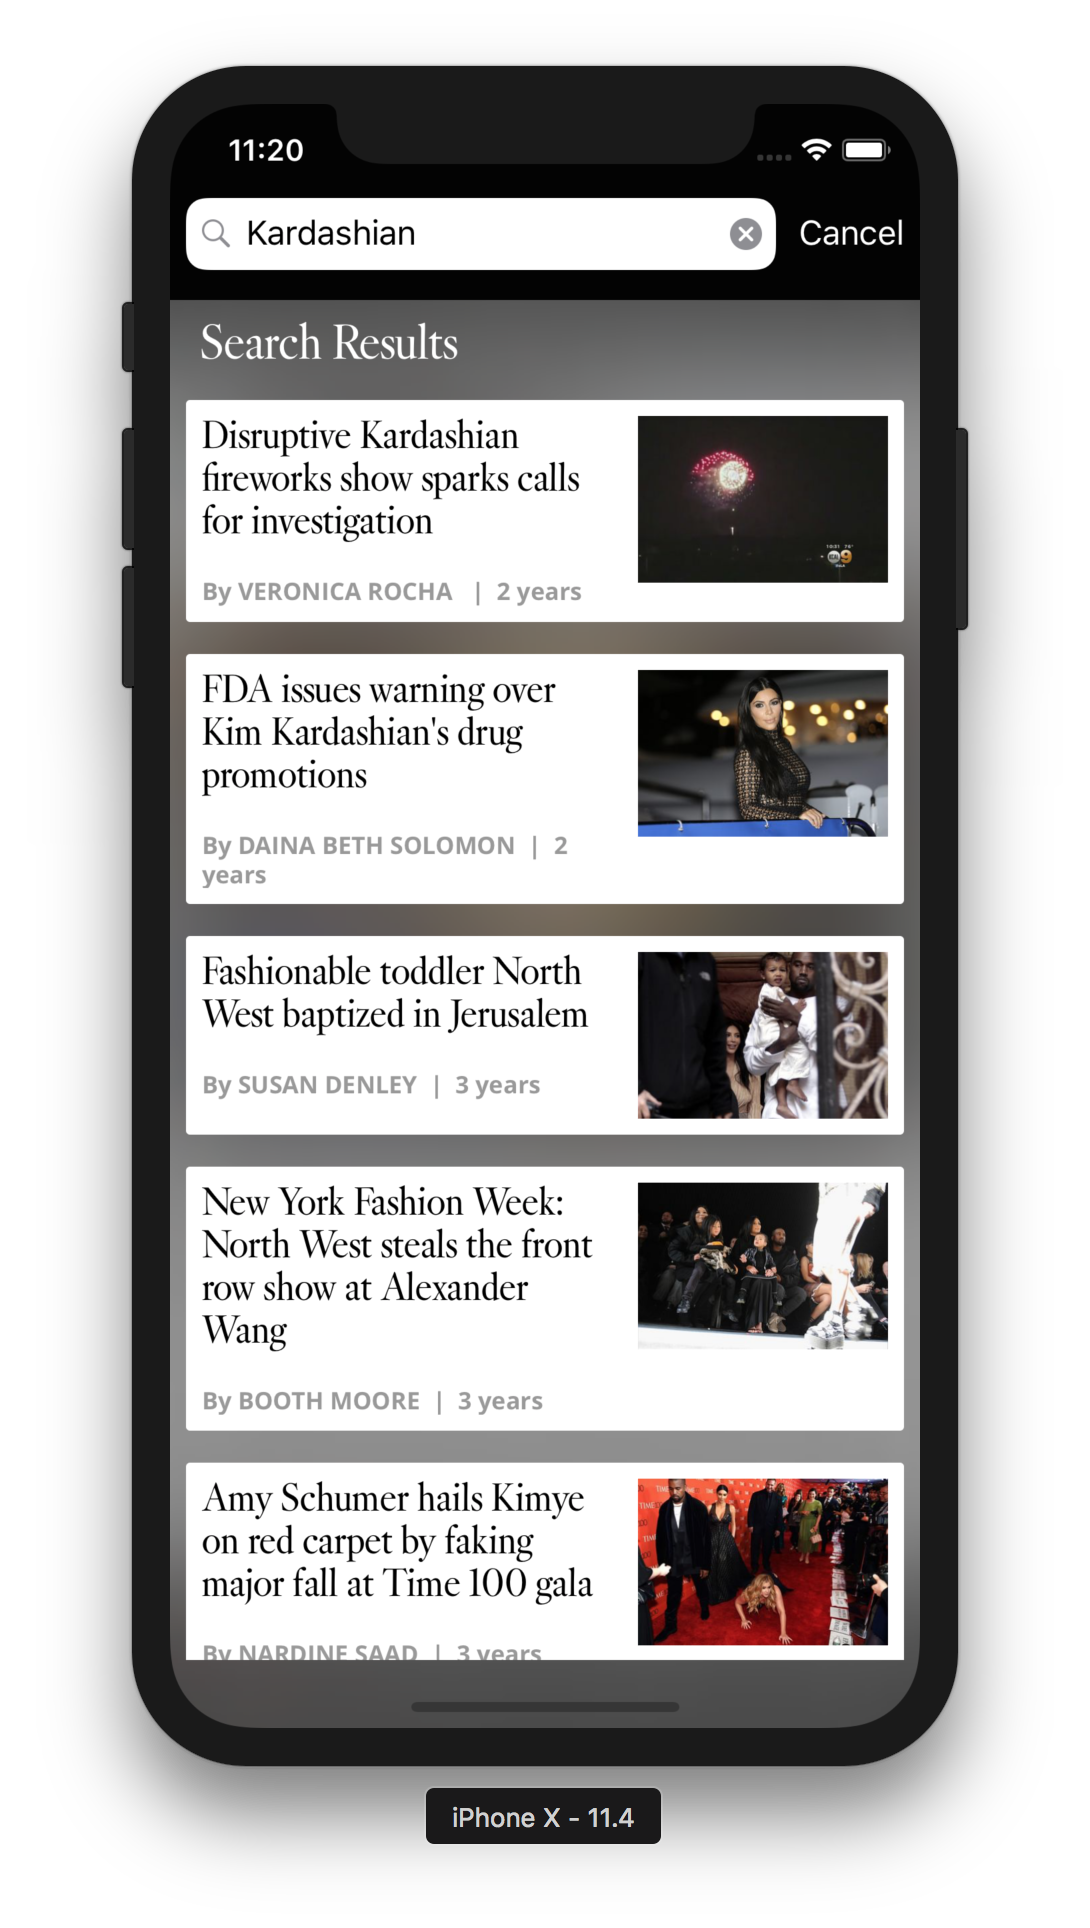 11:20
Kardashian
Cancel
Search Results
Disruptive Kardashian
fireworks show sparks calls
for investigation
By VERONICA ROCHA | 2 years
FDA issues warning over
Kim Kardashian's drug
promotions
By DAINA BETH SOLOMON | 2
years
Fashionable toddler North
West baptized in Jerusalem
By SUSAN DENLEY | 3 years
New York Fashion Week:
North West steals the front
row show at Alexander
Wang
By BOOTH MOORE | 3 years
Amy Schumer hails Kimye
on red carpet by faking
major fall at Time 100 gala
By NARDINE SAAD | 3 years
iPhone X - 11.4